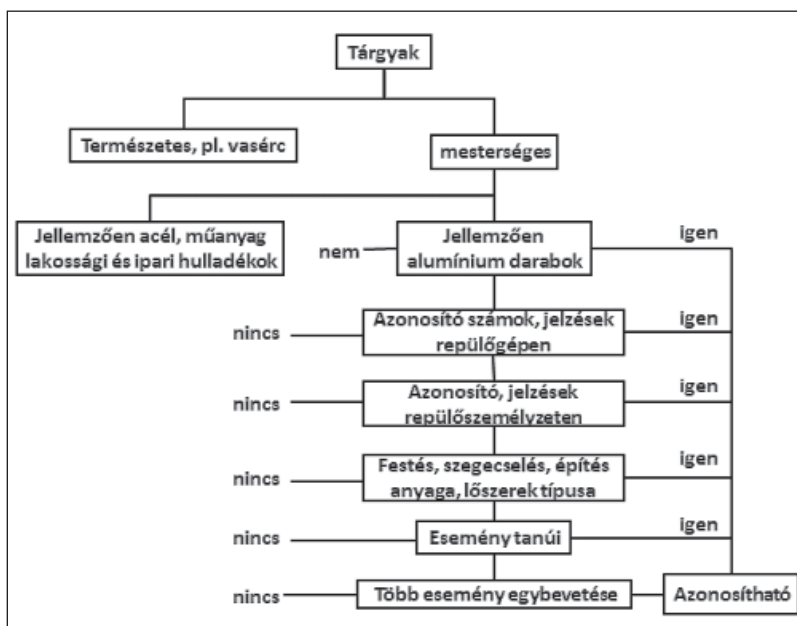 Tárgyak
Természetes, pl. vasérc
mesterséges
Jellemzően acél, műanyag
lakossági és ipari hulladékok
nem
Jellemzően
alumínium darabok
igen
nincs
Azonosító számok, jelzések
repülőgépen
igen
nincs
Azonosító, jelzések
repülőszemélyzeten
igen
nincs
Festés, szegecselés, építés
anyaga, lőszerek típusa
igen
nincs
Esemény tanúi
igen
nincs
Több esemény egybevetése
Azonosítható